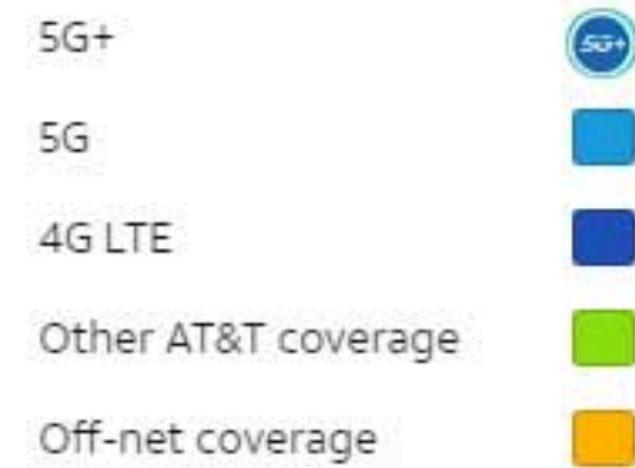 5G+ 5G+
5G
4G LTE
Other AT&T coverage
Off-net coverage